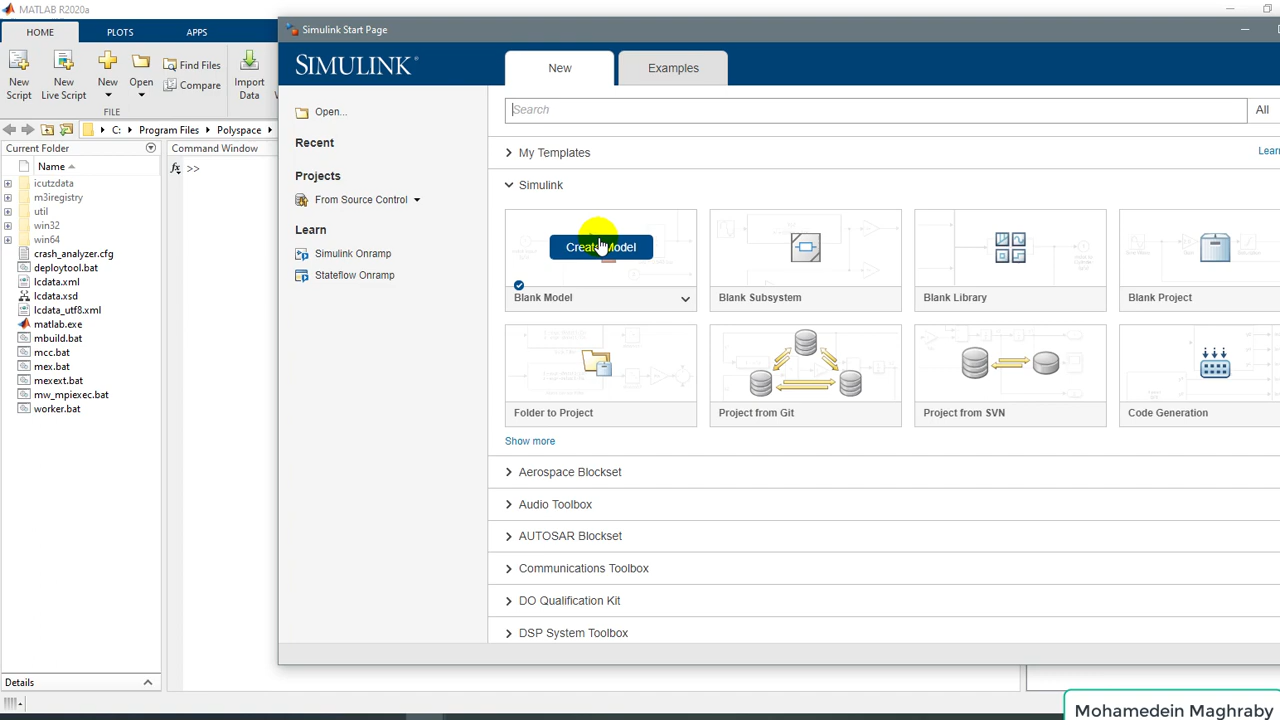 MATLAB R2020a
HOME PLOTS APPS
New Script
New Live Script
New
Open
Find Files
Compare
Import Data
FILE
C: Program Files Polyspace
Current Folder
Name
icutzdata
m3iregistry
util
win32
win64
crash_analyzer.cfg
deploytool.bat
lcdata.xml
lcdata.xsd
lcdata_utf8.xml
matlab.exe
mbuild.bat
mcc.bat
mex.bat
mexext.bat
mw_mpiexec.bat
worker.bat
Details
Command Window
fx >>
Simulink Start Page
SIMULINK®
New Examples
Open...
Recent
Projects
From Source Control
Learn
Simulink Onramp
Stateflow Onramp
Search
All
My Templates
Learn
Simulink
Create Model
Blank Model
Blank Subsystem
Blank Library
Blank Project
Folder to Project
Project from Git
Project from SVN
Code Generation
Show more
Aerospace Blockset
Audio Toolbox
AUTOSAR Blockset
Communications Toolbox
DO Qualification Kit
DSP System Toolbox
Mohamedein Maghraby